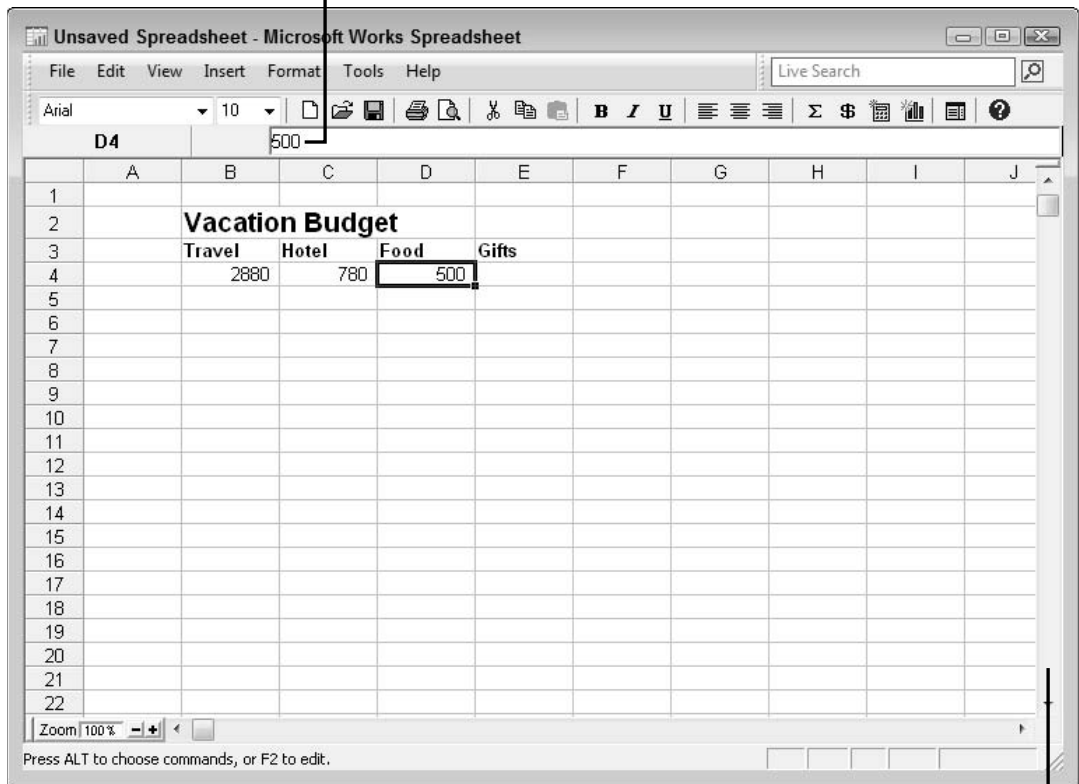 Unsaved Spreadsheet - Microsoft Works Spreadsheet
File Edit View Insert Format Tools Help Live Search
Arial 10 B I U Σ $ ?
D4 500
A B C D E F G H I J
1
2 Vacation Budget
3 Travel Hotel Food Gifts
4 2880 780 500
5
6
7
8
9
10
11
12
13
14
15
16
17
18
19
20
21
22
Zoom 100%
Press ALT to choose commands, or F2 to edit.